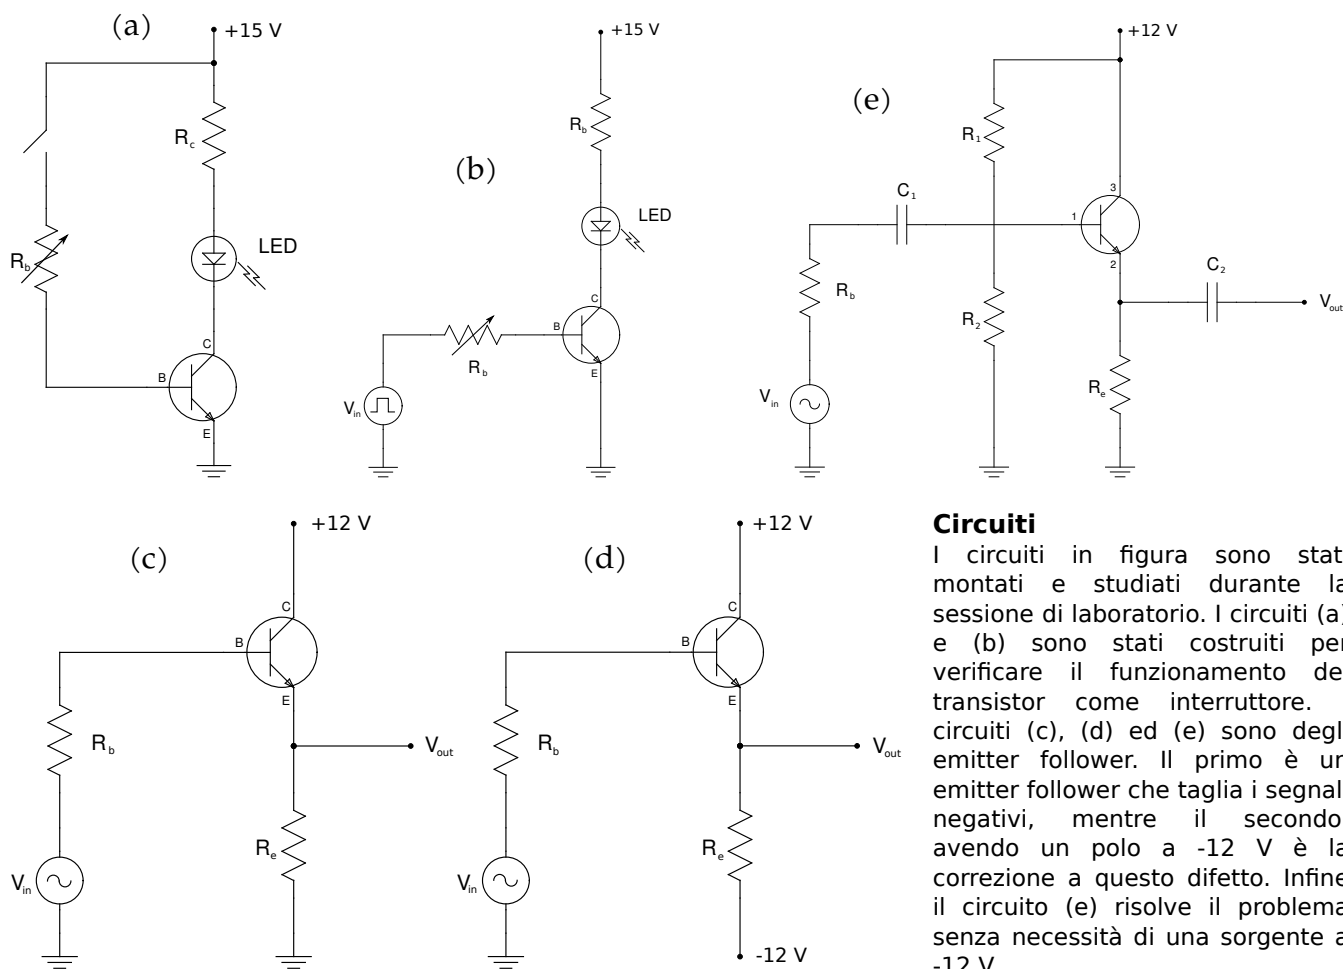 (a)
+15 V
R_c
R_b
LED
C
B
E
(b)
+15 V
R_b
LED
C
B
E
R_b
V_in
(e)
+12 V
R_1
C_1
3
1
2
R_b
R_2
C_2
V_out
R_e
V_in
(c)
+12 V
C
B
E
R_b
V_out
R_e
V_in
(d)
+12 V
C
B
E
R_b
V_out
R_e
V_in
-12 V
Circuiti
I circuiti in figura sono stat
montati e studiati durante la
sessione di laboratorio. I circuiti (a)
e (b) sono stati costruiti per
verificare il funzionamento de
transistor come interruttore.
circuiti (c), (d) ed (e) sono degl
emitter follower. Il primo è un
emitter follower che taglia i segnal
negativi, mentre il secondo,
avendo un polo a -12 V è la
correzione a questo difetto. Infine
il circuito (e) risolve il problema
senza necessità di una sorgente a
-12 V